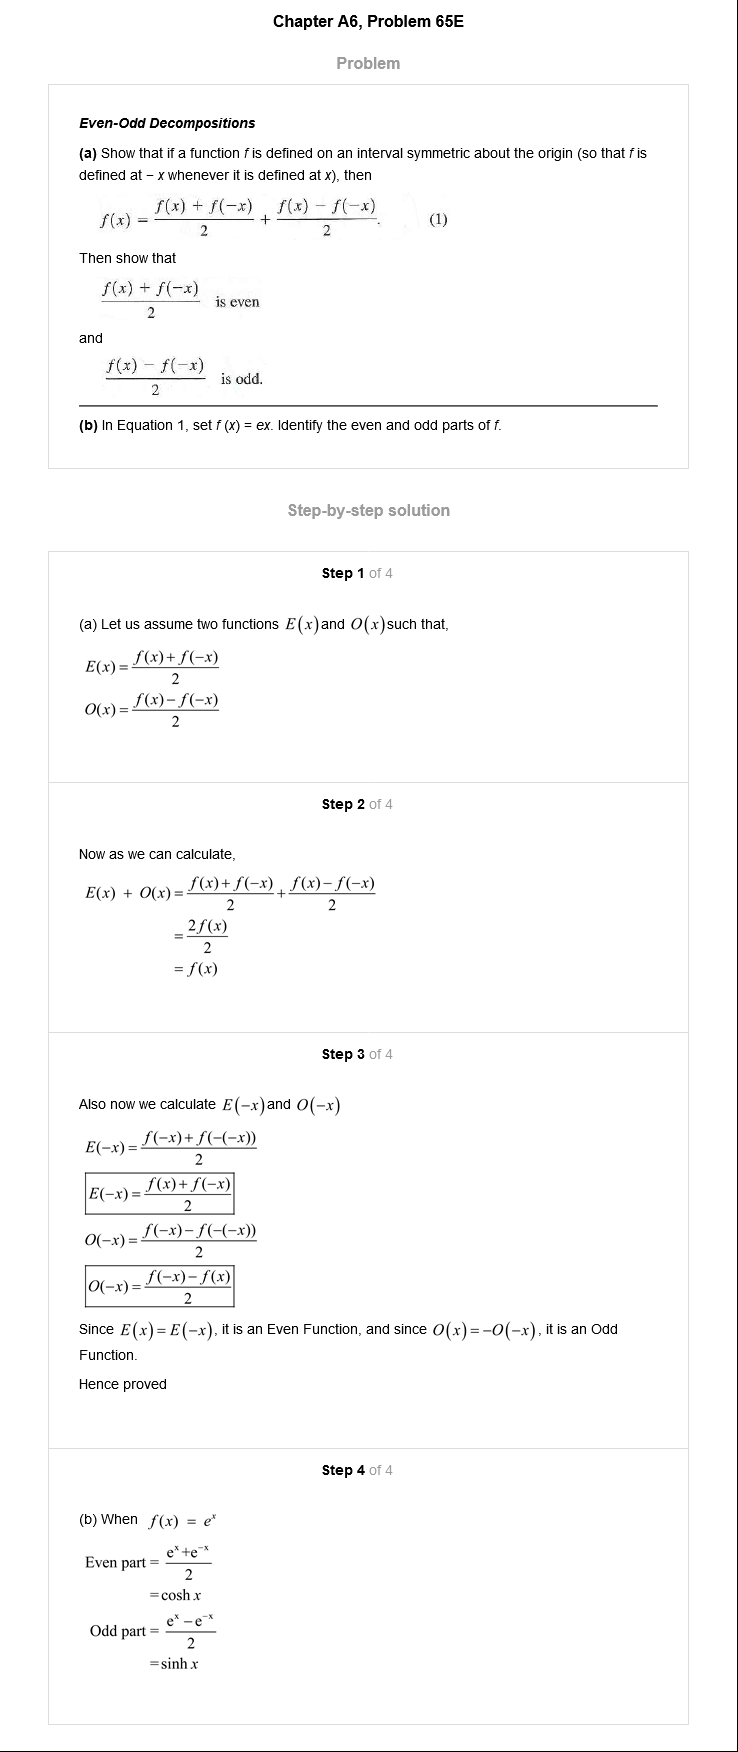 Chapter A6, Problem 65E
Problem
Even-Odd Decompositions
(a) Show that if a function f is defined on an interval symmetric about the origin (so that f is
defined at − x whenever it is defined at x), then
f(x) = \frac{f(x) + f(−x)}{2} + \frac{f(x) − f(−x)}{2}. (1)
Then show that
\frac{f(x) + f(−x)}{2} is even
and
\frac{f(x) − f(−x)}{2} is odd.
(b) In Equation 1, set f (x) = ex. Identify the even and odd parts of f.
Step-by-step solution
Step 1 of 4
(a) Let us assume two functions E(x) and O(x) such that,
E(x) = \frac{f(x) + f(−x)}{2}
O(x) = \frac{f(x) − f(−x)}{2}
Step 2 of 4
Now as we can calculate,
E(x) + O(x) = \frac{f(x) + f(−x)}{2} + \frac{f(x) − f(−x)}{2}
= \frac{2f(x)}{2}
= f(x)
Step 3 of 4
Also now we calculate E(−x) and O(−x)
E(−x) = \frac{f(−x) + f(−(−x))}{2}
E(−x) = \frac{f(x) + f(−x)}{2}
O(−x) = \frac{f(−x) − f(−(−x))}{2}
O(−x) = \frac{f(−x) − f(x)}{2}
Since E(x) = E(−x), it is an Even Function, and since O(x) = −O(−x), it is an Odd
Function.
Hence proved
Step 4 of 4
(b) When f(x) = e^x
Even part = \frac{e^x + e^{−x}}{2}
= cosh x
Odd part = \frac{e^x − e^{−x}}{2}
= sinh x